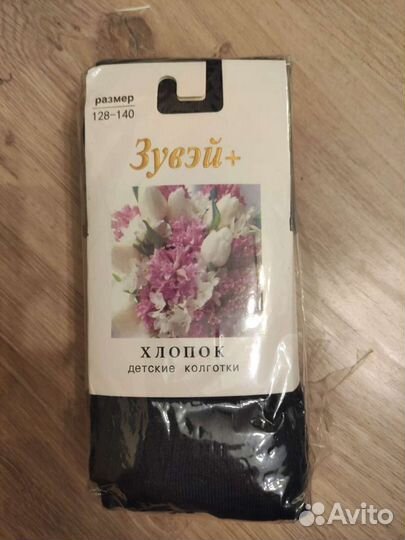 размер
128-140
Зувэй+
ХЛОПОК
детские колготки
Avito